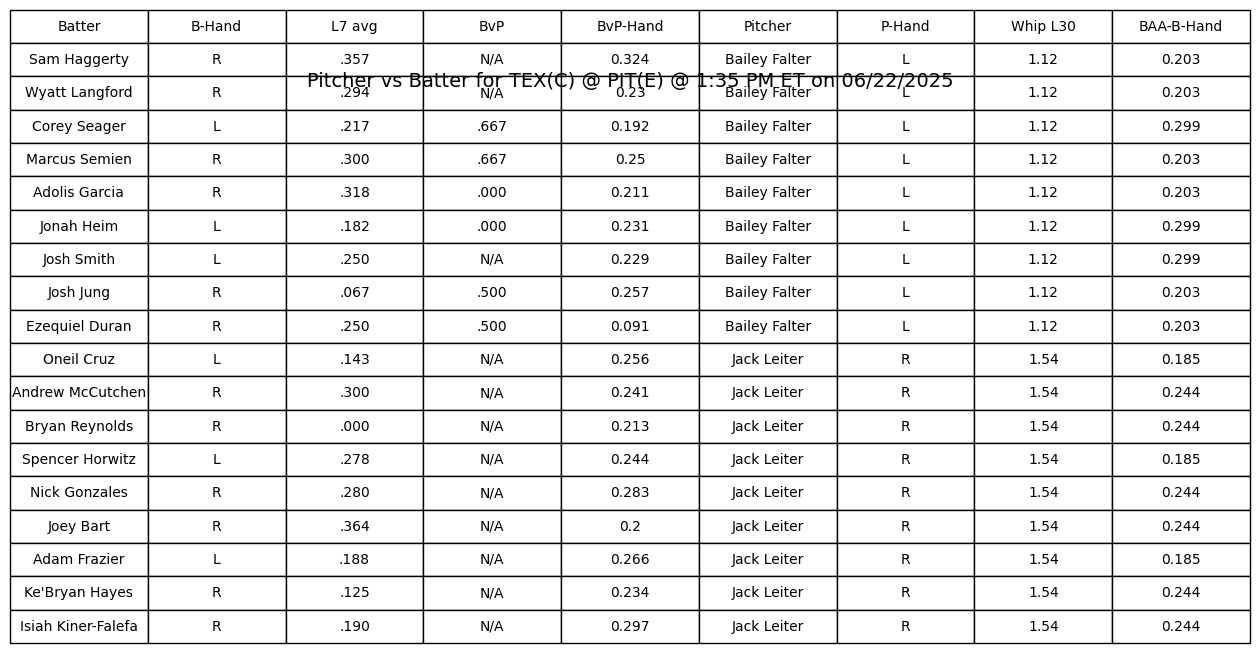 Batter B-Hand L7 avg BvP BvP-Hand Pitcher P-Hand Whip L30 BAA-B-Hand
Sam Haggerty R .357 N/A 0.324 Bailey Falter L 1.12 0.203
Pitcher vs Batter for TEX(C) @ PIT(E) @ 1:35 PM ET on 06/22/2025
Wyatt Langford R .294 N/A 0.23 Bailey Falter L 1.12 0.203
Corey Seager L .217 .667 0.192 Bailey Falter L 1.12 0.299
Marcus Semien R .300 .667 0.25 Bailey Falter L 1.12 0.203
Adolis Garcia R .318 .000 0.211 Bailey Falter L 1.12 0.203
Jonah Heim L .182 .000 0.231 Bailey Falter L 1.12 0.299
Josh Smith L .250 N/A 0.229 Bailey Falter L 1.12 0.299
Josh Jung R .067 .500 0.257 Bailey Falter L 1.12 0.203
Ezequiel Duran R .250 .500 0.091 Bailey Falter L 1.12 0.203
Oneil Cruz L .143 N/A 0.256 Jack Leiter R 1.54 0.185
Andrew McCutchen R .300 N/A 0.241 Jack Leiter R 1.54 0.244
Bryan Reynolds R .000 N/A 0.213 Jack Leiter R 1.54 0.244
Spencer Horwitz L .278 N/A 0.244 Jack Leiter R 1.54 0.185
Nick Gonzales R .280 N/A 0.283 Jack Leiter R 1.54 0.244
Joey Bart R .364 N/A 0.2 Jack Leiter R 1.54 0.244
Adam Frazier L .188 N/A 0.266 Jack Leiter R 1.54 0.185
Ke'Bryan Hayes R .125 N/A 0.234 Jack Leiter R 1.54 0.244
Isiah Kiner-Falefa R .190 N/A 0.297 Jack Leiter R 1.54 0.244